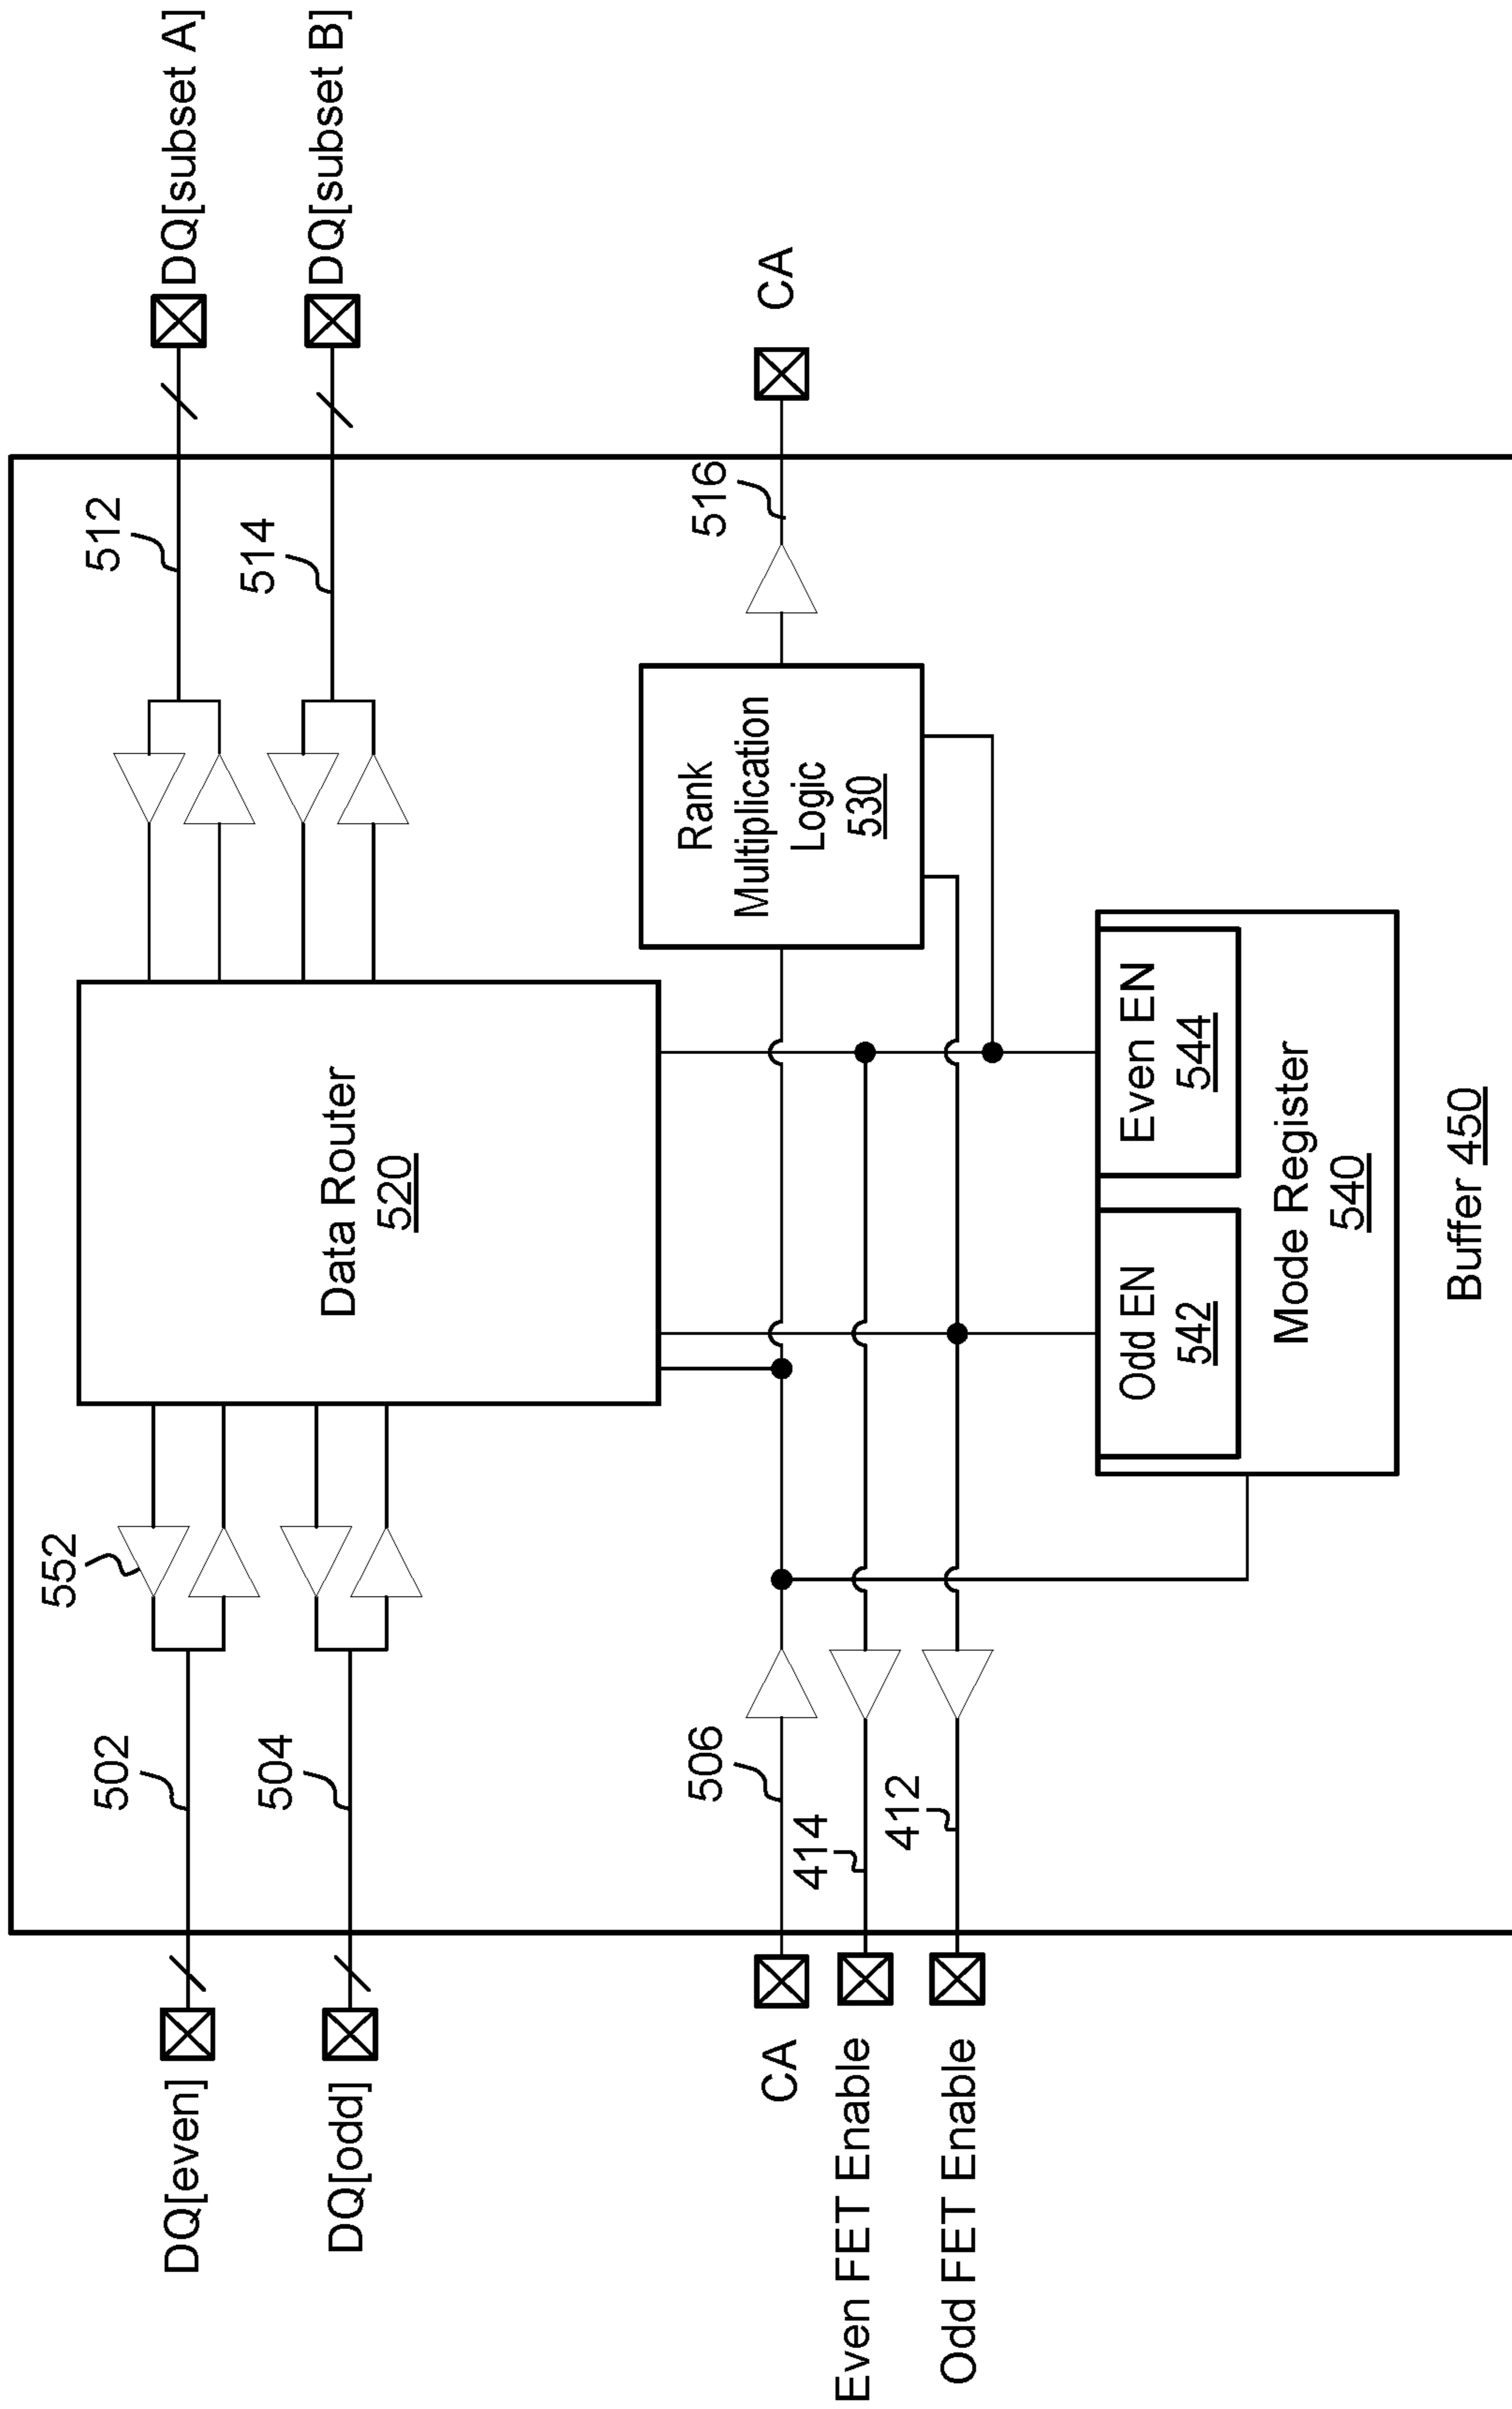 552
502
504
512
514
DQ[even]
DQ[odd]
DQ[subset A]
DQ[subset B]
Data Router
520
506
414
412
516
CA
Even FET Enable
Odd FET Enable
CA
Rank
Multiplication
Logic
530
Odd EN
542
Even EN
544
Mode Register
540
Buffer 450